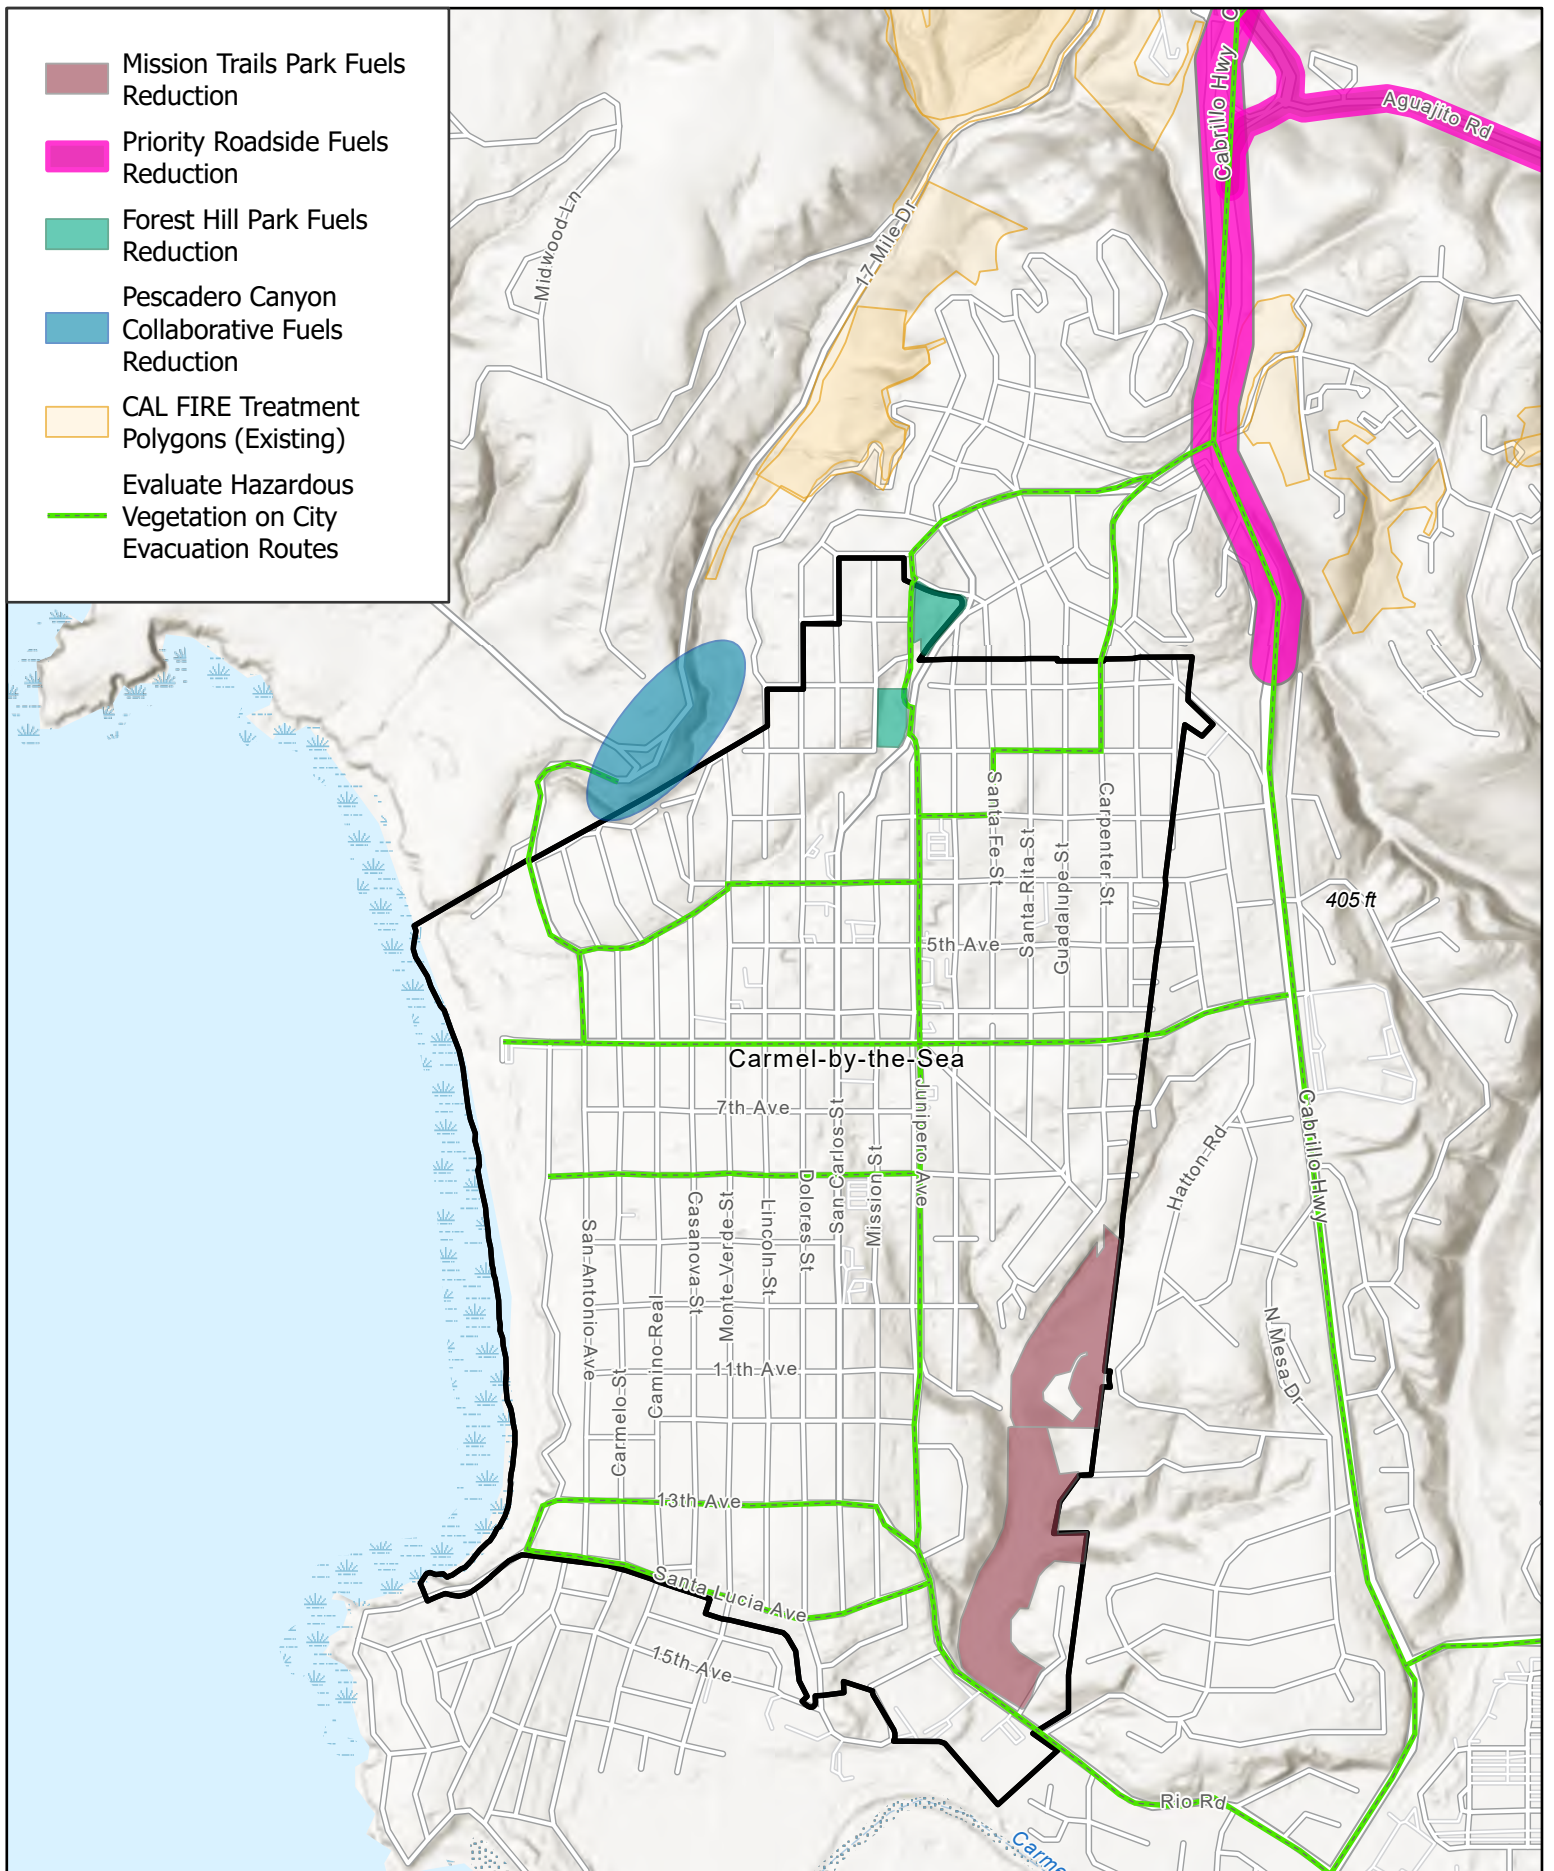 Mission Trails Park Fuels
Reduction
Priority Roadside Fuels
Reduction
Forest Hill Park Fuels
Reduction
Pescadero Canyon
Collaborative Fuels
Reduction
CAL FIRE Treatment
Polygons (Existing)
Evaluate Hazardous
Vegetation on City
Evacuation Routes
Cabrillo Hwy
Aguajito Rd
Midwood Ln
17 Mile Dr
Santa Fe St
Santa Rita St
Guadalupe St
Carpenter St
405 ft
5th Ave
Carmel-by-the-Sea
7th Ave
Junipero Ave
San Carlos St
Mission St
Dolores St
Lincoln St
Monte Verde St
Casanova St
San Antonio Ave
Camino Real
Carmelo St
Hatton Rd
Cabrillo Hwy
N Mesa Dr
11th Ave
13th Ave
Santa Lucia Ave
15th Ave
Rio Rd
Carme